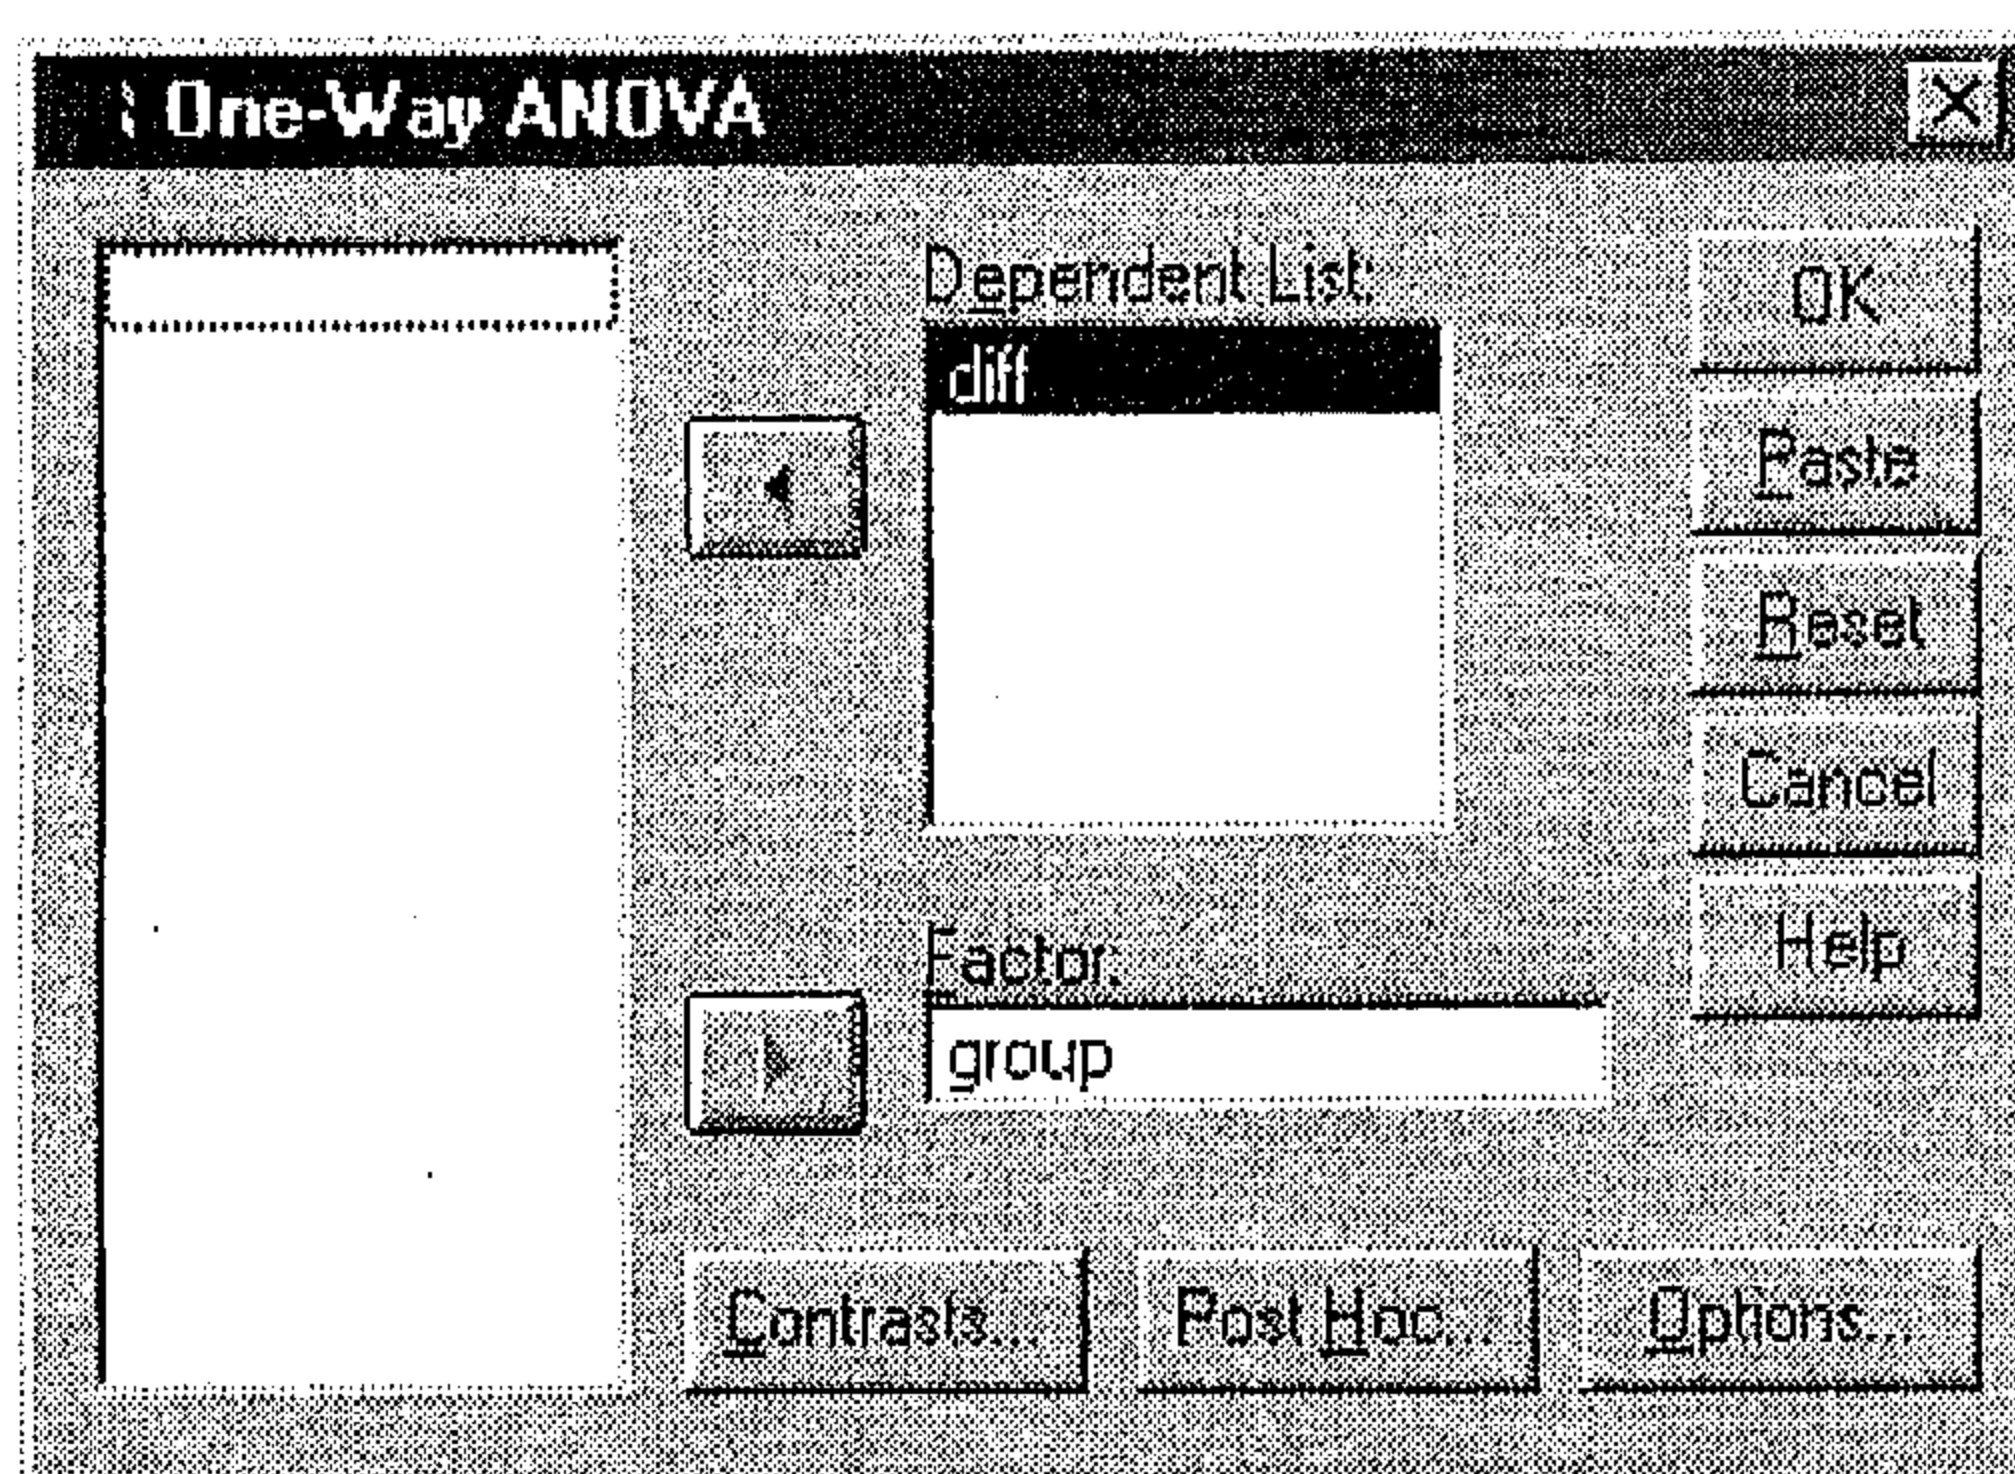 One-Way ANOVA
Dependent List:
diff
Factor:
group
OK
Paste
Reset
Cancel
Help
Contrasts...
Post Hoc...
Options...